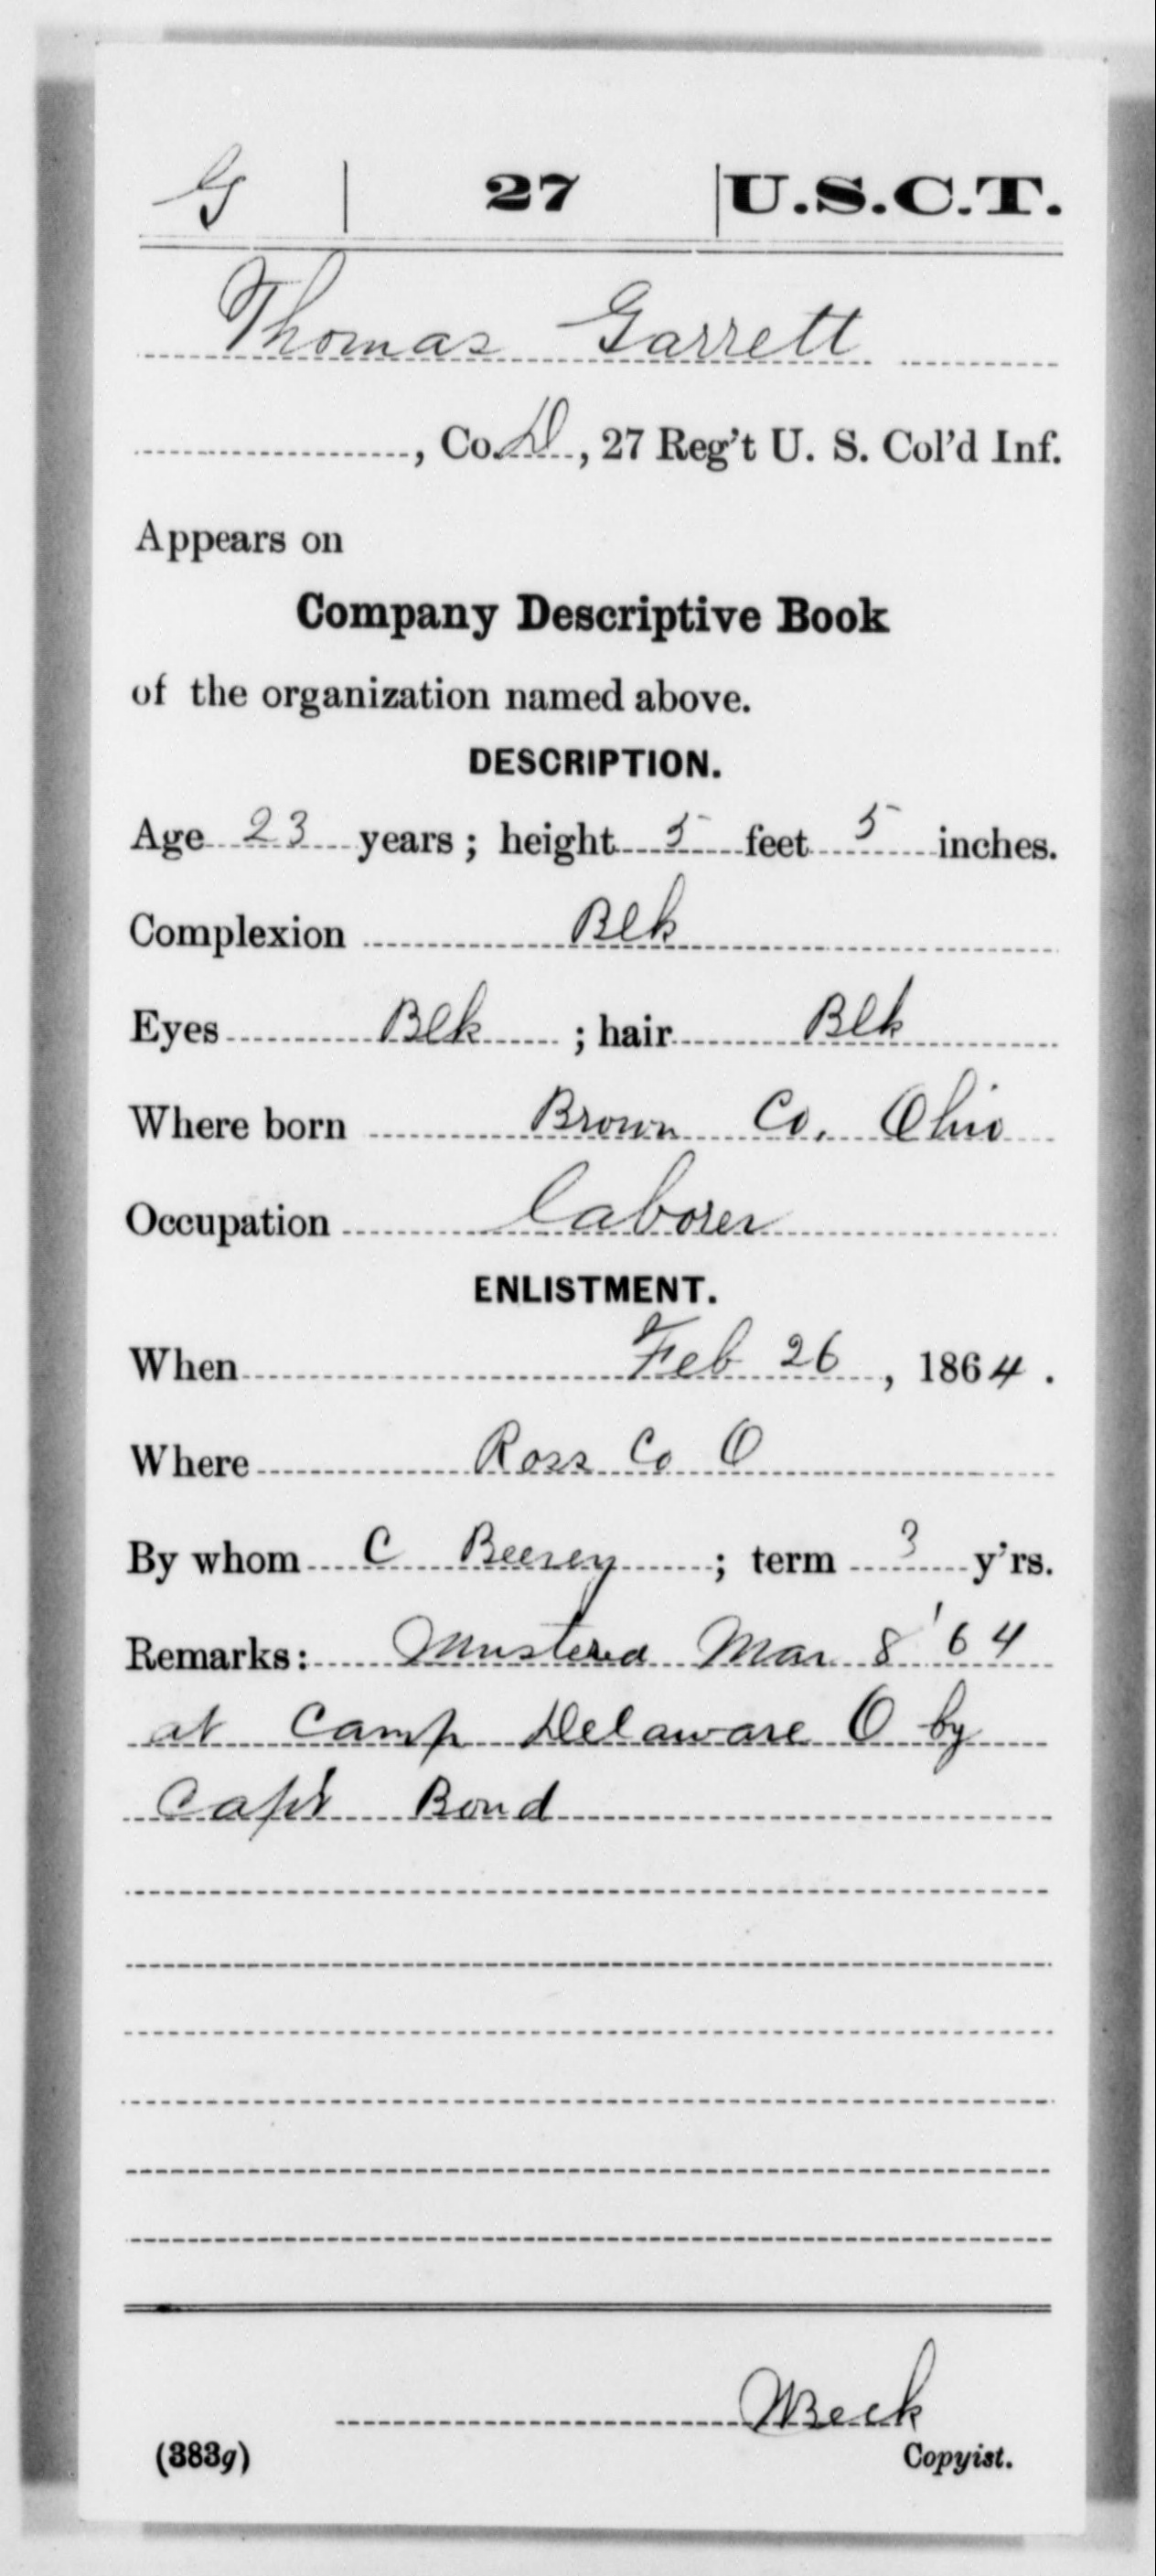 G | 27 | U.S.C.T.
Thomas Garrett
, Co. D, 27 Reg't U. S. Col'd Inf.
Appears on
Company Descriptive Book
of the organization named above.
DESCRIPTION.
Age 23 years; height 5 feet 5 inches.
Complexion Blk
Eyes Blk ; hair Blk
Where born Brown Co. Ohio
Occupation laborer
ENLISTMENT.
When Feb 26, 1864.
Where Ross Co O
By whom C Beerey ; term 3 y'rs.
Remarks: Mustered Mar 8 '64
at Camp Delaware O by
Capt Bond
Beck
(383g) Copyist.